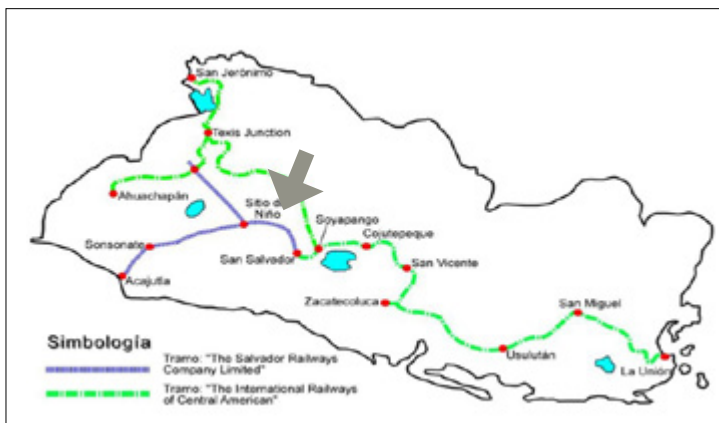 San Jerónimo
Texis Junction
Ahuachapán
Sitio del
Niño
Soyapango
Cojutepeque
Sonsonate
San Salvador
San Vicente
Acajutla
Zacatecoluca
San Miguel
Usulután
La Unión
Simbología
Tramo: "The Salvador Railways
Company Limited"
Tramo: "The International Railways
of Central American"